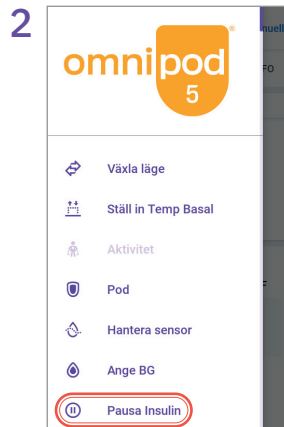 2
omnipod®
5
Växla läge
Ställ in Temp Basal
Aktivitet
Pod
Hantera sensor
Ange BG
Pausa Insulin